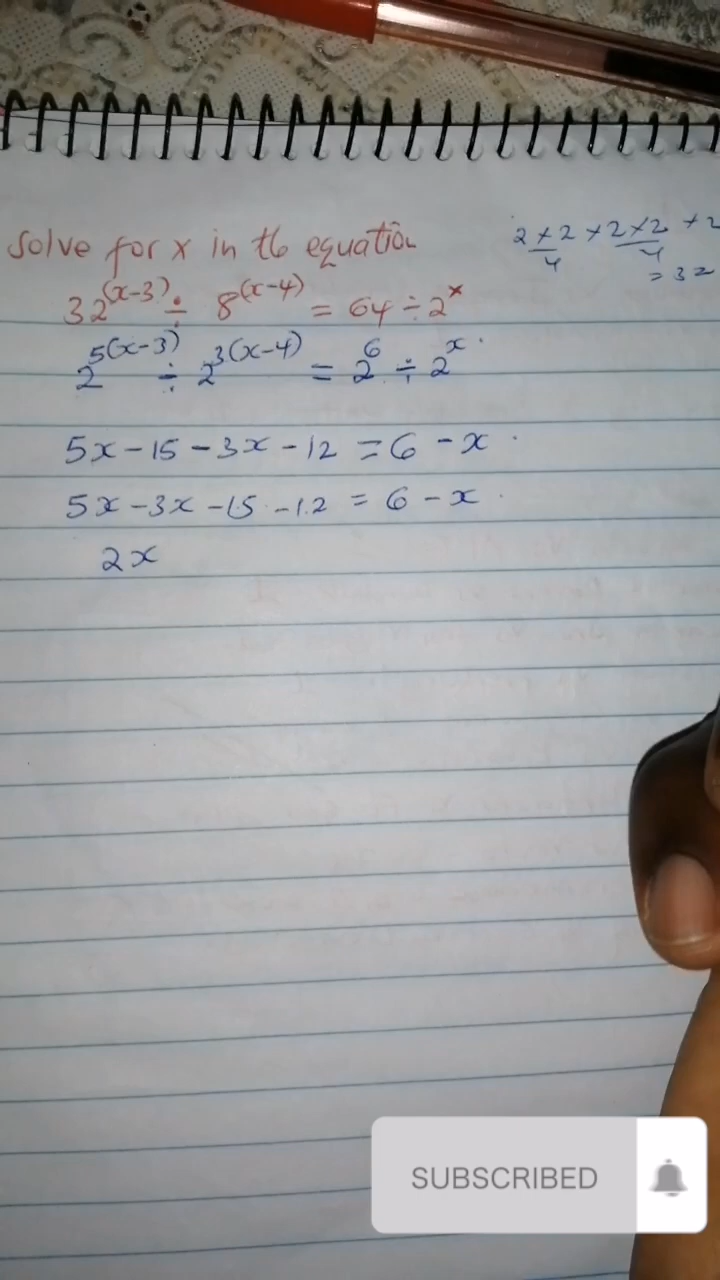 Solve for x in the equation
32^(x-3) ÷ 8^(x-4) = 64 ÷ 2^x
2^5(x-3) ÷ 2^3(x-4) = 2^6 ÷ 2^x.
5x - 15 - 3x - 12 = 6 - x.
5x - 3x - 15 - 12 = 6 - x.
2x
2 × 2 × 2 × 2 × 2
4 4
= 32
SUBSCRIBED